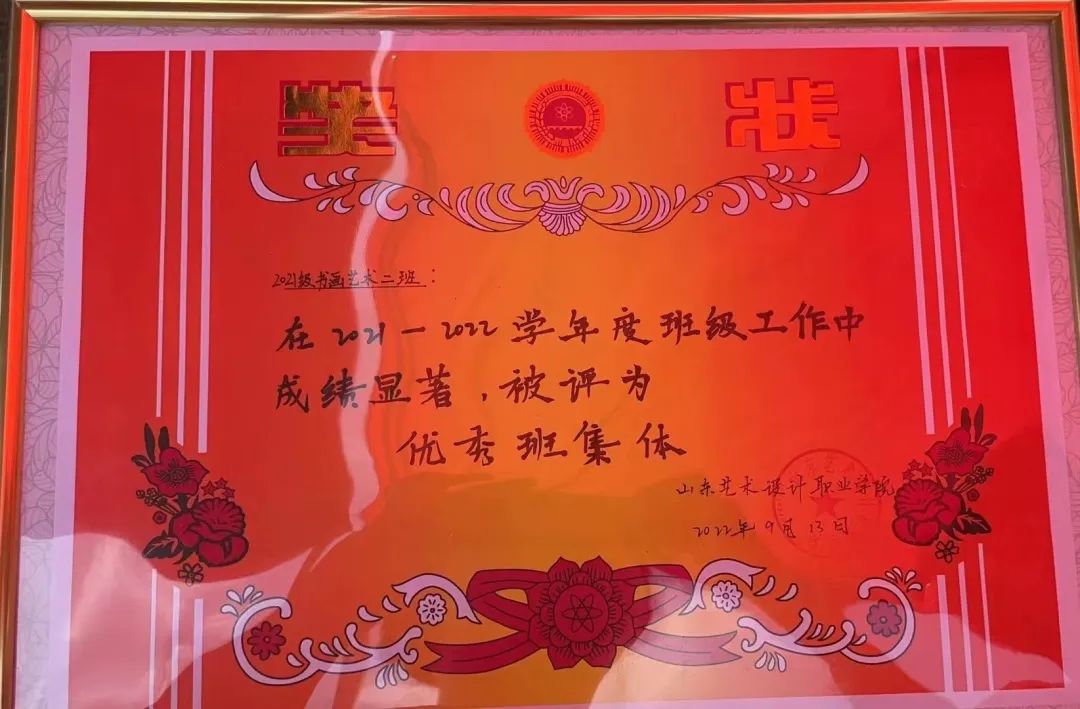 奖状
2021级书画艺术二班：
在2021—2022学年度班级工作中
成绩显著，被评为
优秀班集体
山东艺术设计职业学院
2022年9月13日